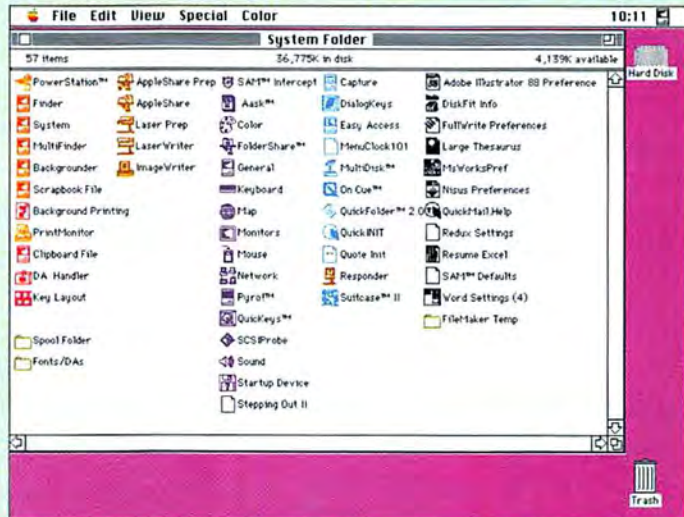 File Edit View Special Color 10:11
System Folder
57 items 36,775K in disk 4,139K available
Hard Disk
PowerStation™ AppleShare Prep SAM™ Intercept Capture Adobe Illustrator 88 Preference
Finder AppleShare Aask™ DialogKeys DiskFit Info
System Laser Prep Color Easy Access FullWrite Preferences
MultiFinder LaserWriter FolderShare™ MenuClock101 Large Thesaurus
Backgrounder ImageWriter General MultiDisk™ MsWorksPref
Scrapbook File Keyboard On Cue™ Nisus Preferences
Background Printing Map QuickFolder™ 2.0 QuickMail.Help
PrintMonitor Monitors QuickINIT Redux Settings
Clipboard File Mouse Quote Init Resume Excel
DA Handler Network Responder SAM™ Defaults
Key Layout Pyro!™ Suitcase™ II Word Settings (4)
QuicKeys™ FileMaker Temp
Spool Folder SCSIProbe
Fonts/DAs Sound
Startup Device
Stepping Out II
Trash